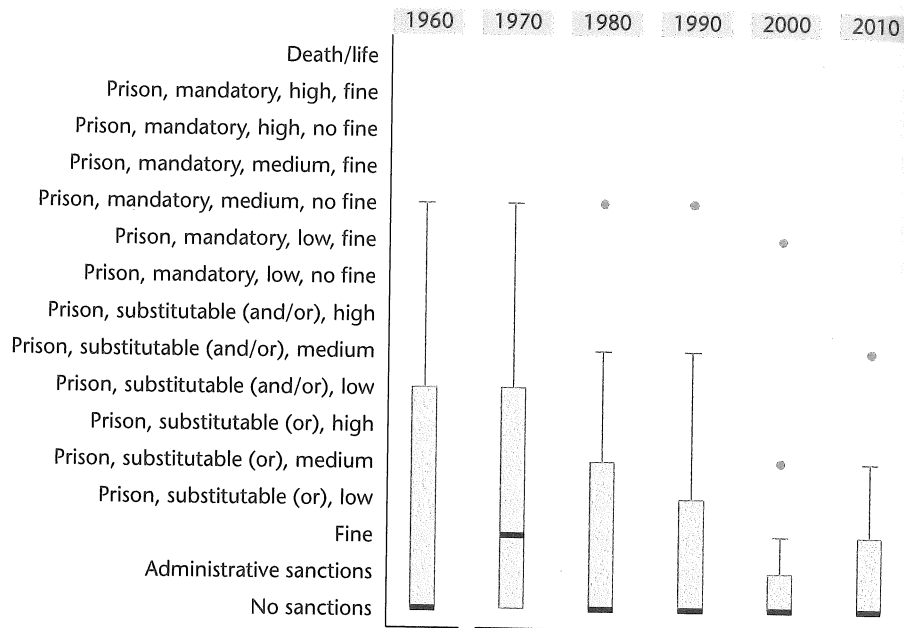 1960 1970 1980 1990 2000 2010
Death/life
Prison, mandatory, high, fine
Prison, mandatory, high, no fine
Prison, mandatory, medium, fine
Prison, mandatory, medium, no fine
Prison, mandatory, low, fine
Prison, mandatory, low, no fine
Prison, substitutable (and/or), high
Prison, substitutable (and/or), medium
Prison, substitutable (and/or), low
Prison, substitutable (or), high
Prison, substitutable (or), medium
Prison, substitutable (or), low
Fine
Administrative sanctions
No sanctions